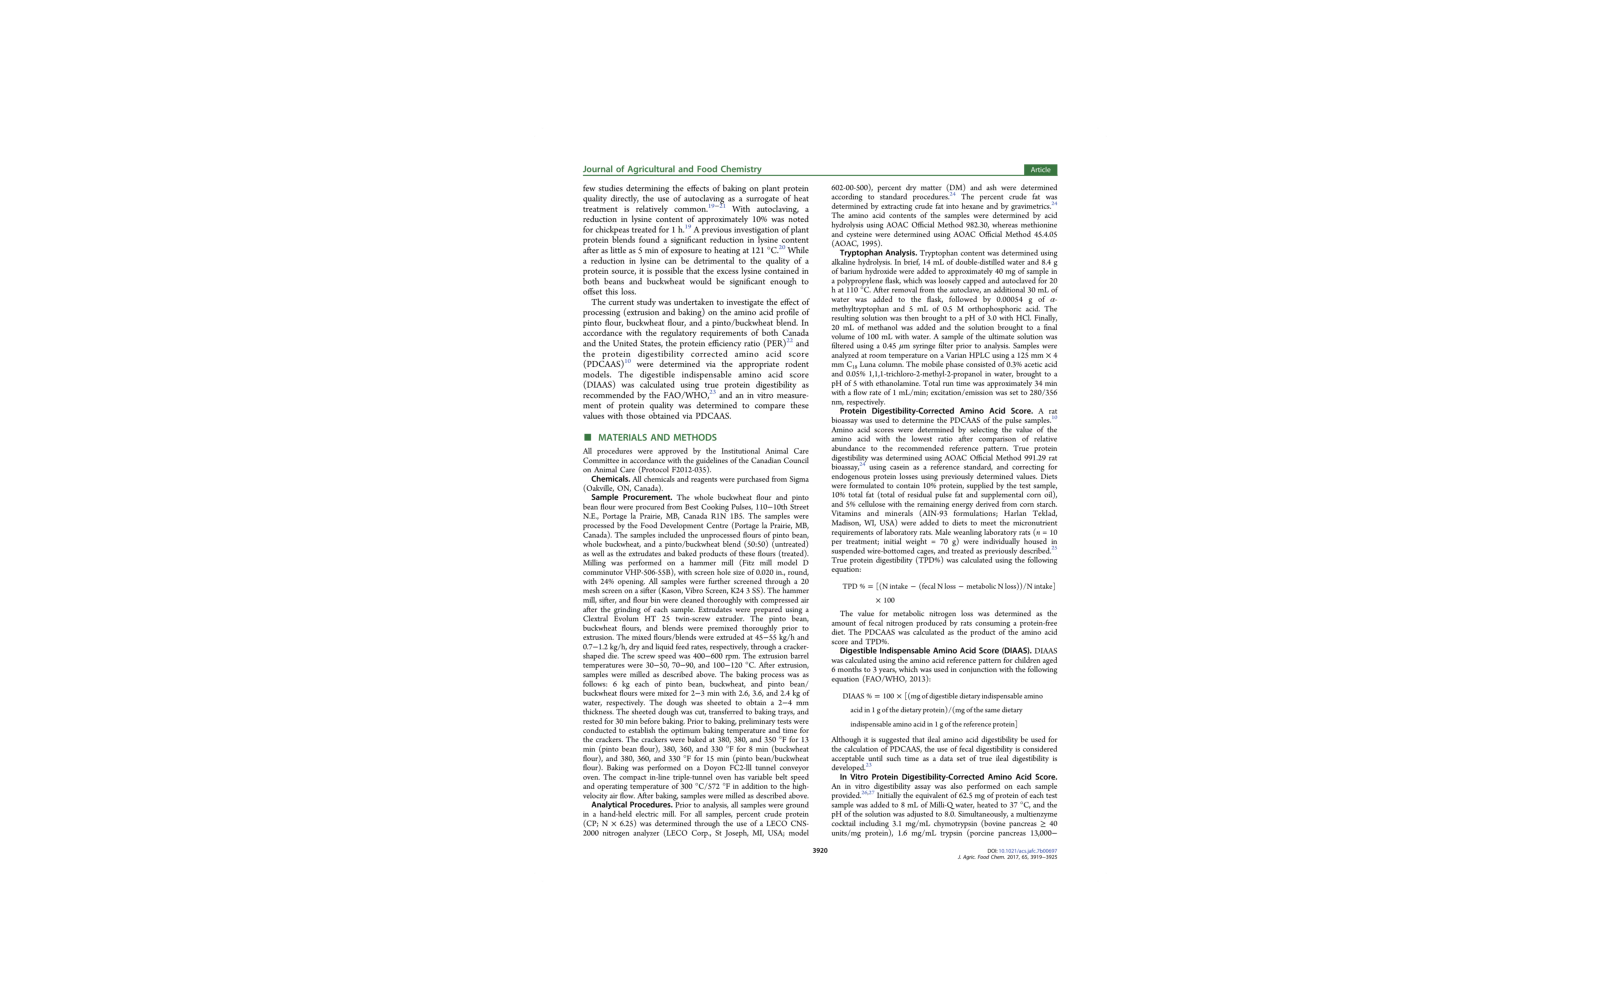 Journal of Agricultural and Food Chemistry
Article
few studies determining the effects of baking on plant protein
quality directly, the use of autoclaving as a surrogate of heat
treatment is relatively common.19−21 With autoclaving, a
reduction in lysine content of approximately 10% was noted
for chickpeas treated for 1 h.19 A previous investigation of plant
protein blends found a significant reduction in lysine content
after as little as 5 min of exposure to heating at 121 °C.20 While
a reduction in lysine can be detrimental to the quality of a
protein source, it is possible that the excess lysine contained in
both beans and buckwheat would be significant enough to
offset this loss.
The current study was undertaken to investigate the effect of
processing (extrusion and baking) on the amino acid profile of
pinto flour, buckwheat flour, and a pinto/buckwheat blend. In
accordance with the regulatory requirements of both Canada
and the United States, the protein efficiency ratio (PER)22 and
the protein digestibility corrected amino acid score
(PDCAAS)10 were determined via the appropriate rodent
models. The digestible indispensable amino acid score
(DIAAS) was calculated using true protein digestibility as
recommended by the FAO/WHO,23 and an in vitro measure-
ment of protein quality was determined to compare these
values with those obtained via PDCAAS.
■ MATERIALS AND METHODS
All procedures were approved by the Institutional Animal Care
Committee in accordance with the guidelines of the Canadian Council
on Animal Care (Protocol F2012-035).
Chemicals. All chemicals and reagents were purchased from Sigma
(Oakville, ON, Canada).
Sample Procurement. The whole buckwheat flour and pinto
bean flour were procured from Best Cooking Pulses, 110−10th Street
N.E., Portage la Prairie, MB, Canada R1N 1B5. The samples were
processed by the Food Development Centre (Portage la Prairie, MB,
Canada). The samples included the unprocessed flours of pinto bean,
whole buckwheat, and a pinto/buckwheat blend (50:50) (untreated)
as well as the extrudates and baked products of these flours (treated).
Milling was performed on a hammer mill (Fitz mill model D
comminutor VHP-506-55B), with screen hole size of 0.020 in., round,
with 24% opening. All samples were further screened through a 20
mesh screen on a sifter (Kason, Vibro Screen, K24 3 SS). The hammer
mill, sifter, and flour bin were cleaned thoroughly with compressed air
after the grinding of each sample. Extrudates were prepared using a
Clextral Evolum HT 25 twin-screw extruder. The pinto bean,
buckwheat flours, and blends were premixed thoroughly prior to
extrusion. The mixed flours/blends were extruded at 45−55 kg/h and
0.7−1.2 kg/h, dry and liquid feed rates, respectively, through a cracker-
shaped die. The screw speed was 400−600 rpm. The extrusion barrel
temperatures were 30−50, 70−90, and 100−120 °C. After extrusion,
samples were milled as described above. The baking process was as
follows: 6 kg each of pinto bean, buckwheat, and pinto bean/
buckwheat flours were mixed for 2−3 min with 2.6, 3.6, and 2.4 kg of
water, respectively. The dough was sheeted to obtain a 2−4 mm
thickness. The sheeted dough was cut, transferred to baking trays, and
rested for 30 min before baking. Prior to baking, preliminary tests were
conducted to establish the optimum baking temperature and time for
the crackers. The crackers were baked at 380, 380, and 350 °F for 13
min (pinto bean flour), 380, 360, and 330 °F for 8 min (buckwheat
flour), and 380, 360, and 330 °F for 15 min (pinto bean/buckwheat
flour). Baking was performed on a Doyon FC2-lll tunnel conveyor
oven. The compact in-line triple-tunnel oven has variable belt speed
and operating temperature of 300 °C/572 °F in addition to the high-
velocity air flow. After baking, samples were milled as described above.
Analytical Procedures. Prior to analysis, all samples were ground
in a hand-held electric mill. For all samples, percent crude protein
(CP; N × 6.25) was determined through the use of a LECO CNS-
2000 nitrogen analyzer (LECO Corp., St Joseph, MI, USA; model
602-00-500), percent dry matter (DM) and ash were determined
according to standard procedures.24 The percent crude fat was
determined by extracting crude fat into hexane and by gravimetrics.24
The amino acid contents of the samples were determined by acid
hydrolysis using AOAC Official Method 982.30, whereas methionine
and cysteine were determined using AOAC Official Method 45.4.05
(AOAC, 1995).
Tryptophan Analysis. Tryptophan content was determined using
alkaline hydrolysis. In brief, 14 mL of double-distilled water and 8.4 g
of barium hydroxide were added to approximately 40 mg of sample in
a polypropylene flask, which was loosely capped and autoclaved for 20
h at 110 °C. After removal from the autoclave, an additional 30 mL of
water was added to the flask, followed by 0.00054 g of α-
methyltryptophan and 5 mL of 0.5 M orthophosphoric acid. The
resulting solution was then brought to a pH of 3.0 with HCl. Finally,
20 mL of methanol was added and the solution brought to a final
volume of 100 mL with water. A sample of the ultimate solution was
filtered using a 0.45 μm syringe filter prior to analysis. Samples were
analyzed at room temperature on a Varian HPLC using a 125 mm × 4
mm C18 Luna column. The mobile phase consisted of 0.3% acetic acid
and 0.05% 1,1,1-trichloro-2-methyl-2-propanol in water, brought to a
pH of 5 with ethanolamine. Total run time was approximately 34 min
with a flow rate of 1 mL/min; excitation/emission was set to 280/356
nm, respectively.
Protein Digestibility-Corrected Amino Acid Score. A rat
bioassay was used to determine the PDCAAS of the pulse samples.10
Amino acid scores were determined by selecting the value of the
amino acid with the lowest ratio after comparison of relative
abundance to the recommended reference pattern. True protein
digestibility was determined using AOAC Official Method 991.29 rat
bioassay,24 using casein as a reference standard, and correcting for
endogenous protein losses using previously determined values. Diets
were formulated to contain 10% protein, supplied by the test sample,
10% total fat (total of residual pulse fat and supplemental corn oil),
and 5% cellulose with the remaining energy derived from corn starch.
Vitamins and minerals (AIN-93 formulations; Harlan Teklad,
Madison, WI, USA) were added to diets to meet the micronutrient
requirements of laboratory rats. Male weanling laboratory rats (n = 10
per treatment; initial weight = 70 g) were individually housed in
suspended wire-bottomed cages, and treated as previously described.25
True protein digestibility (TPD%) was calculated using the following
equation:
TPD % = [(N intake − (fecal N loss − metabolic N loss))/N intake]
× 100
The value for metabolic nitrogen loss was determined as the
amount of fecal nitrogen produced by rats consuming a protein-free
diet. The PDCAAS was calculated as the product of the amino acid
score and TPD%.
Digestible Indispensable Amino Acid Score (DIAAS). DIAAS
was calculated using the amino acid reference pattern for children aged
6 months to 3 years, which was used in conjunction with the following
equation (FAO/WHO, 2013):
DIAAS % = 100 × [(mg of digestible dietary indispensable amino
acid in 1 g of the dietary protein)/(mg of the same dietary
indispensable amino acid in 1 g of the reference protein]
Although it is suggested that ileal amino acid digestibility be used for
the calculation of PDCAAS, the use of fecal digestibility is considered
acceptable until such time as a data set of true ileal digestibility is
developed.23
In Vitro Protein Digestibility-Corrected Amino Acid Score.
An in vitro digestibility assay was also performed on each sample
provided.26,27 Initially the equivalent of 62.5 mg of protein of each test
sample was added to 8 mL of Milli-Q water, heated to 37 °C, and the
pH of the solution was adjusted to 8.0. Simultaneously, a multienzyme
cocktail including 3.1 mg/mL chymotrypsin (bovine pancreas ≥ 40
units/mg protein), 1.6 mg/mL trypsin (porcine pancreas 13,000−
3920
DOI: 10.1021/acs.jafc.7b00697
J. Agric. Food Chem. 2017, 65, 3919−3925